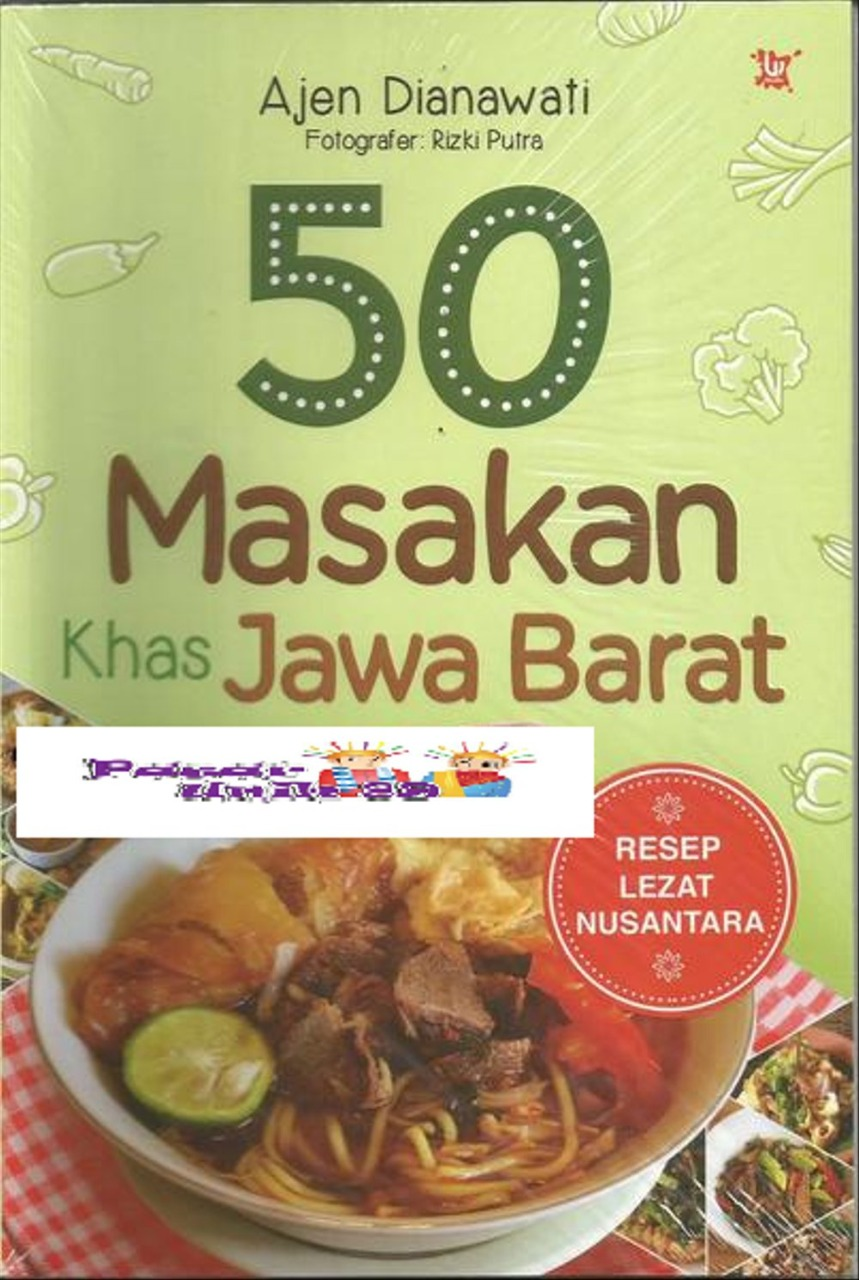 Ajen Dianawati
Fotografer: Rizki Putra
50
Masakan
Khas Jawa Barat
RESEP
LEZAT
NUSANTARA